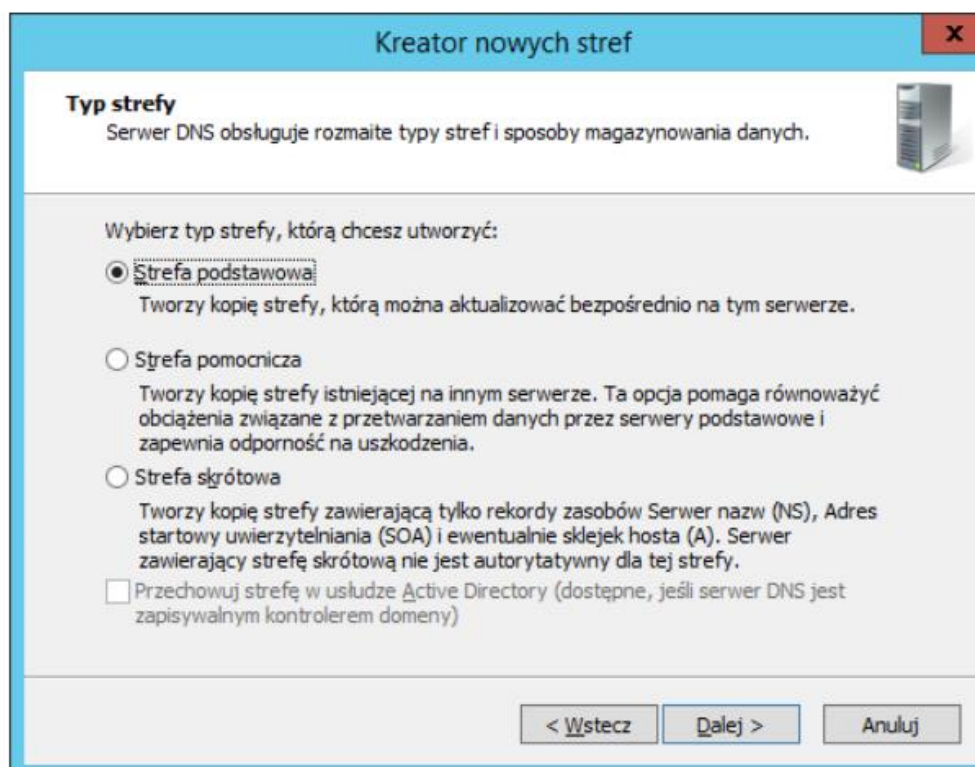 Kreator nowych stref
x
Typ strefy
Serwer DNS obsługuje rozmaite typy stref i sposoby magazynowania danych.
Wybierz typ strefy, którą chcesz utworzyć:
Strefa podstawowa
Tworzy kopię strefy, którą można aktualizować bezpośrednio na tym serwerze.
Strefa pomocnicza
Tworzy kopię strefy istniejącej na innym serwerze. Ta opcja pomaga równoważyć
obciążenia związane z przetwarzaniem danych przez serwery podstawowe i
zapewnia odporność na uszkodzenia.
Strefa skrótowa
Tworzy kopię strefy zawierającą tylko rekordy zasobów Serwer nazw (NS), Adres
startowy uwierzytelniania (SOA) i ewentualnie sklejek hosta (A). Serwer
zawierający strefę skrótową nie jest autorytatywny dla tej strefy.
Przechowuj strefę w usłudze Active Directory (dostępne, jeśli serwer DNS jest
zapisywalnym kontrolerem domeny)
< Wstecz
Dalej >
Anuluj